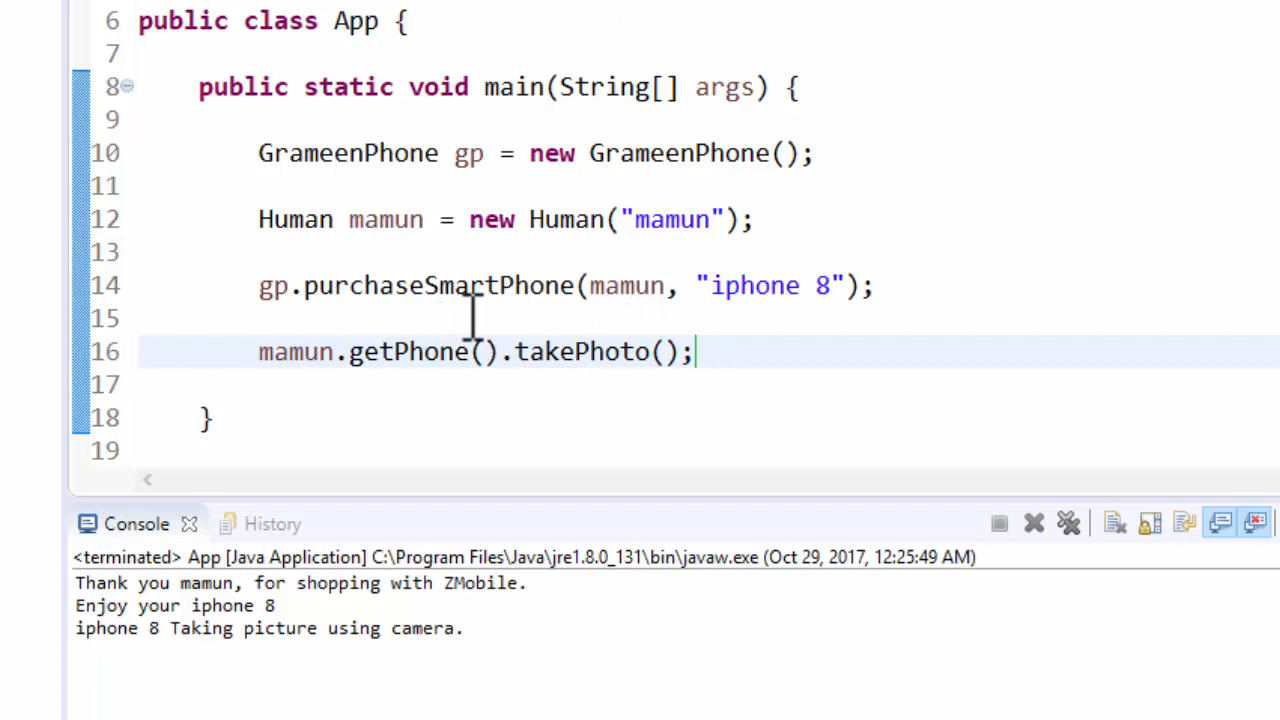 6 public class App {
7
8 public static void main(String[] args) {
9
10 GrameenPhone gp = new GrameenPhone();
11
12 Human mamun = new Human("mamun");
13
14 gp.purchaseSmartPhone(mamun, "iphone 8");
15
16 mamun.getPhone().takePhoto();
17
18 }
19
Console History
<terminated> App [Java Application] C:\Program Files\Java\jre1.8.0_131\bin\javaw.exe (Oct 29, 2017, 12:25:49 AM)
Thank you mamun, for shopping with ZMobile.
Enjoy your iphone 8
iphone 8 Taking picture using camera.